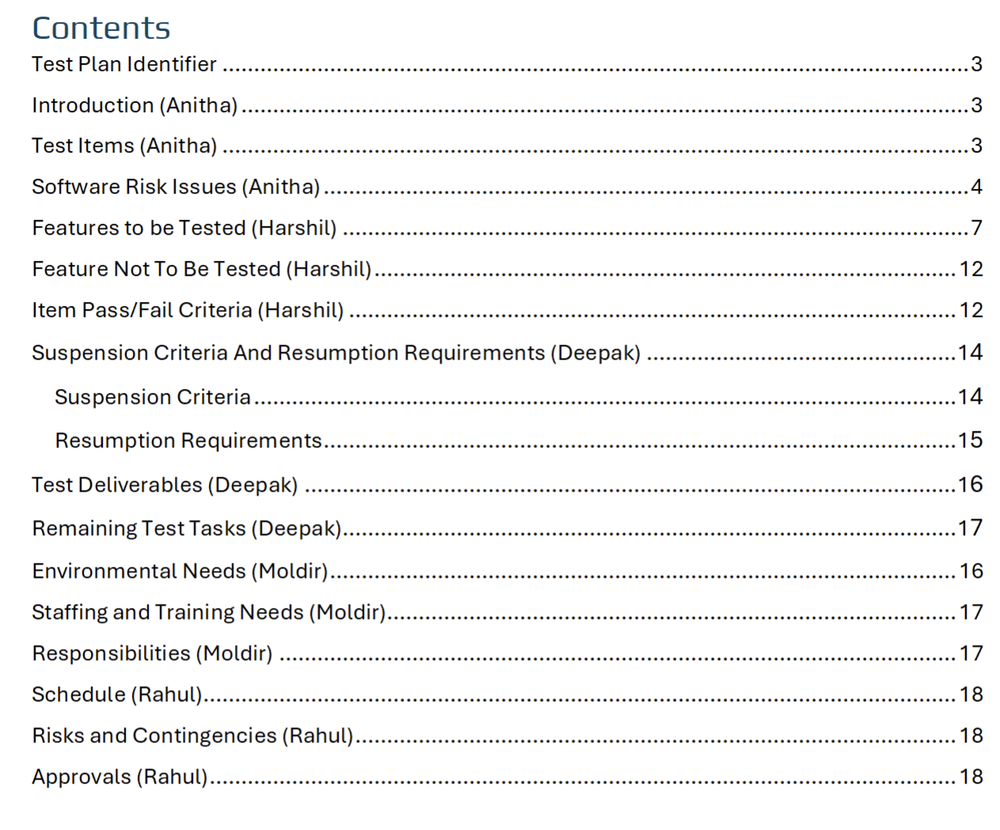 Contents
Test Plan Identifier ........................................................................................................................3
Introduction (Anitha) .....................................................................................................................3
Test Items (Anitha) ........................................................................................................................3
Software Risk Issues (Anitha) ........................................................................................................4
Features to be Tested (Harshil) .....................................................................................................7
Feature Not To Be Tested (Harshil) ..............................................................................................12
Item Pass/Fail Criteria (Harshil) ..................................................................................................12
Suspension Criteria And Resumption Requirements (Deepak) ..................................................14
Suspension Criteria .................................................................................................................14
Resumption Requirements ......................................................................................................15
Test Deliverables (Deepak) .........................................................................................................16
Remaining Test Tasks (Deepak) ...................................................................................................17
Environmental Needs (Moldir) .....................................................................................................16
Staffing and Training Needs (Moldir) ............................................................................................17
Responsibilities (Moldir) .............................................................................................................17
Schedule (Rahul) .........................................................................................................................18
Risks and Contingencies (Rahul) .................................................................................................18
Approvals (Rahul) ........................................................................................................................18